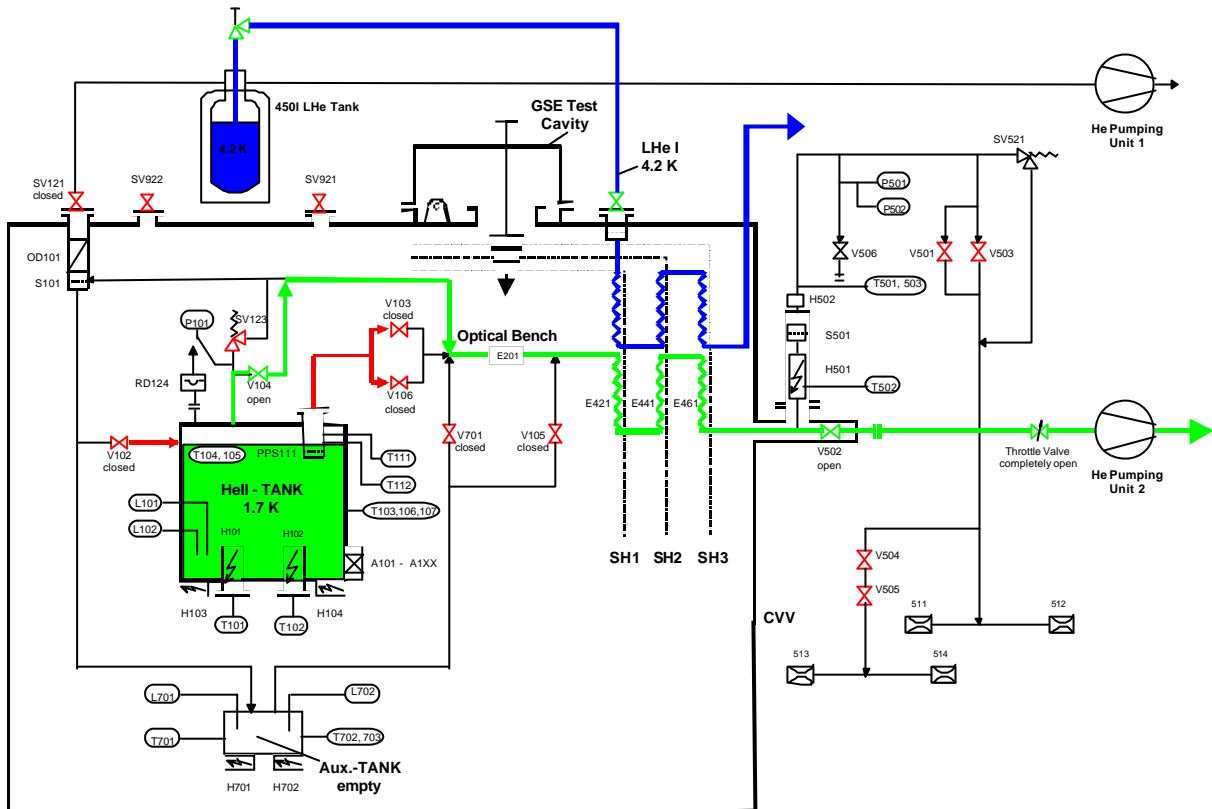 450l LHe Tank
4.2 K
GSE Test
Cavity
LHe I
4.2 K
He Pumping
Unit 1
SV521
SV121
closed
SV922
SV921
P501
P502
OD101
S101
V506
V501
V503
T501, 503
H502
V103
closed
P101
SV123
Optical Bench
E201
S501
H501
T502
RD124
V104
open
V106
closed
E421
E441
E461
V102
closed
T104, 105
PPS111
T111
T112
V701
closed
V105
closed
V502
open
Throttle Valve
completely open
He Pumping
Unit 2
HeII - TANK
1.7 K
T103,106,107
L101
L102
H101
H102
A101 - A1XX
SH1
SH2
SH3
V504
V505
H103
H104
T101
T102
CVV
511
512
513
514
L701
L702
T701
T702, 703
H701
H702
Aux.-TANK
empty